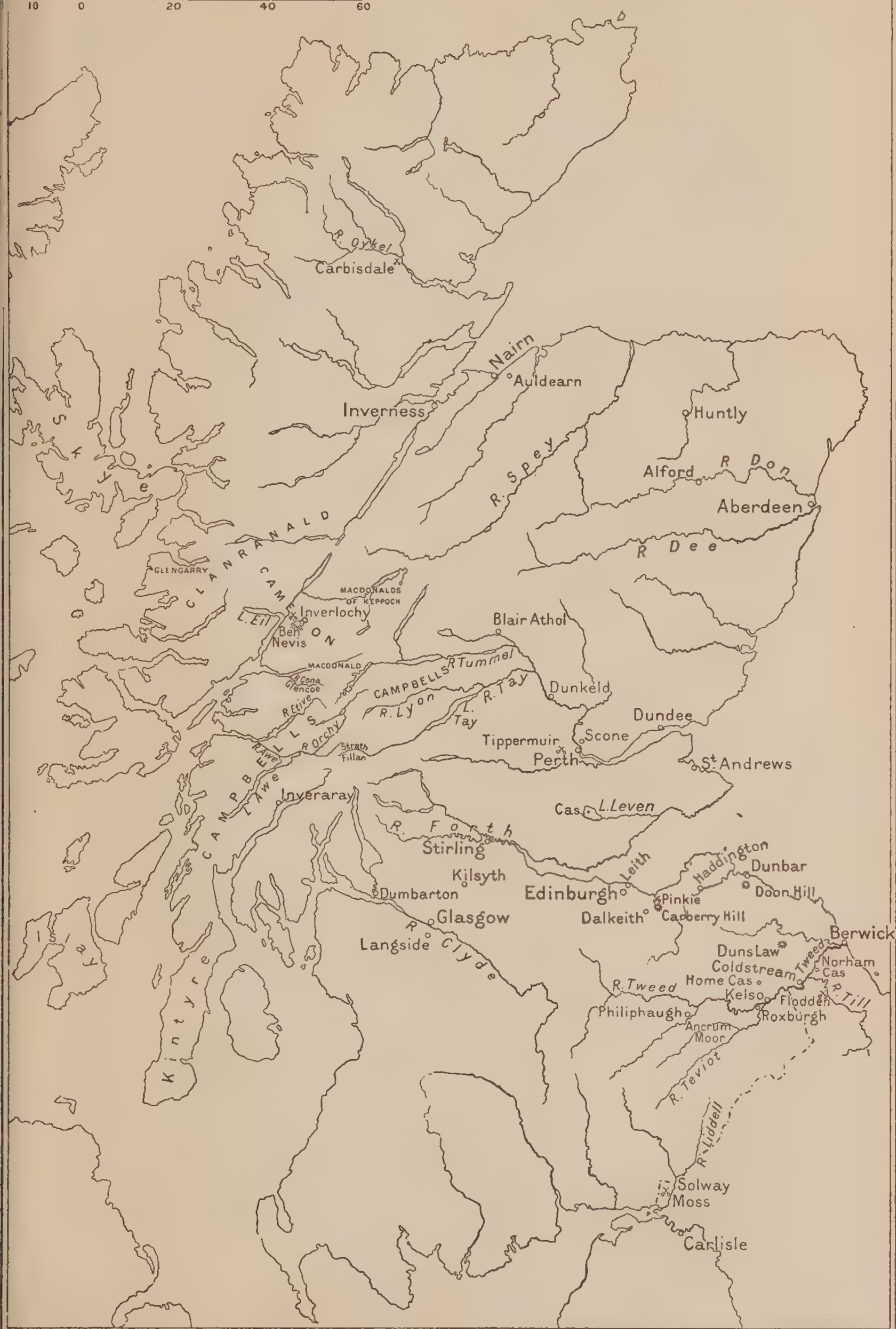 10 0 20 40 60
R. Oykel
Carbisdale
Nairn
Auldearn
Inverness
Huntly
Skye
R. Spey
Alford
R Don
Aberdeen
R Dee
CLANRANALD
GLENGARRY
CAMERON
MACDONALDS
OF KEPPOCH
L. Eil
Inverlochy
Ben
Nevis
Blair Athol
MACDONALD
R Tummel
CAMPBELLS
R. Cona
Glencoe
R. Etive
R. Lyon
L.
Tay
R. Tay
Dunkeld
R Orchy
Strath
Fillan
Dundee
Scone
Tippermuir
Perth
St Andrews
R. Awe
L Awe
CAMPBELLS
Inveraray
Cas. L. Leven
R. Forth
Stirling
Leith
Haddington
Dunbar
Kilsyth
Edinburgh
Doon Hill
Dumbarton
Pinkie
Dalkeith
Carberry Hill
Glasgow
Langside
R Clyde
Islay
Berwick
Duns Law
Tweed
Norham
Cas
Coldstream
Home Cas.
R. Tweed
Kelso
Flodden
R. Till
Philiphaugh
Roxburgh
Ancrum
Moor
Kintyre
R. Teviot
R. Liddell
Solway
Moss
Carlisle